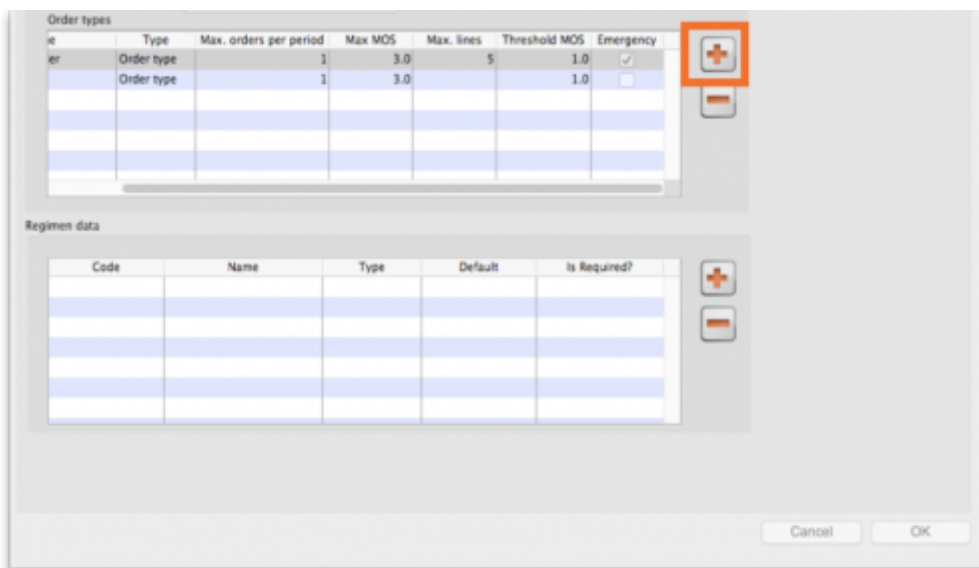 Order types
e Type Max. orders per period Max MOS Max. lines Threshold MOS Emergency
er Order type 1 3.0 5 1.0
Order type 1 3.0 1.0
Regimen data
Code Name Type Default Is Required?
Cancel OK